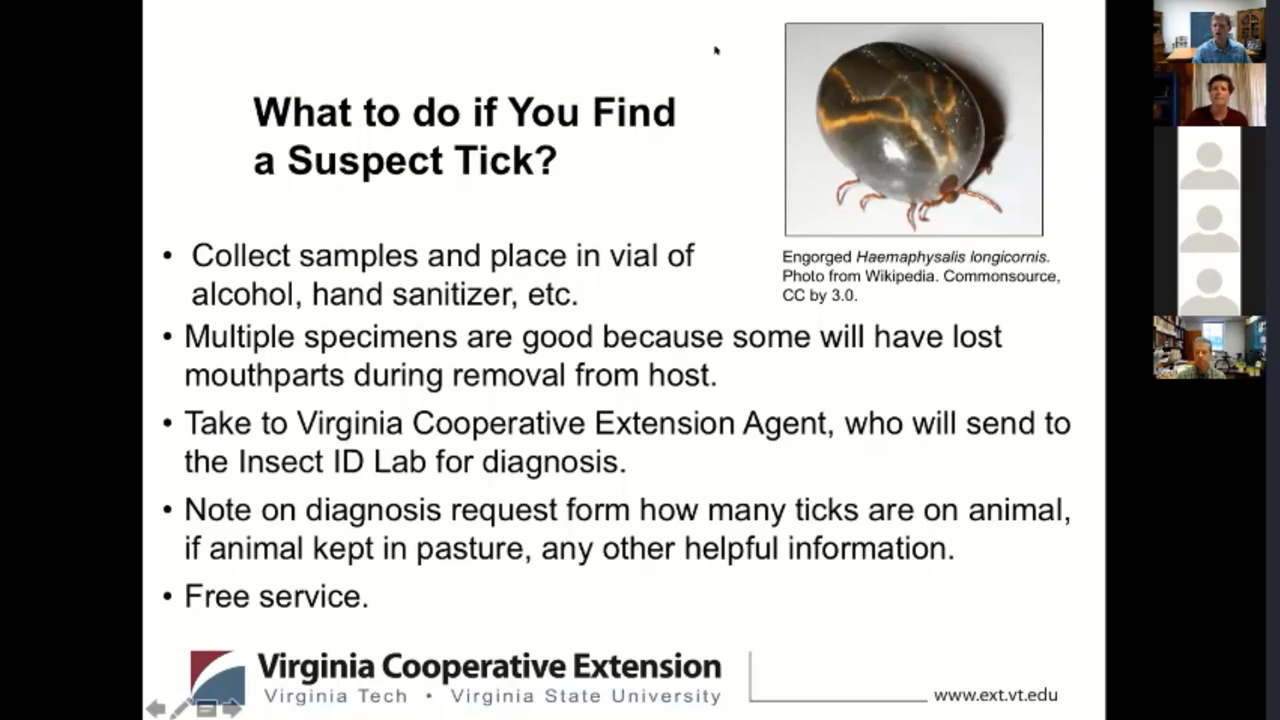 What to do if You Find
a Suspect Tick?
• Collect samples and place in vial of
alcohol, hand sanitizer, etc.
Engorged Haemaphysalis longicornis.
Photo from Wikipedia. Commonsource,
CC by 3.0.
• Multiple specimens are good because some will have lost
mouthparts during removal from host.
• Take to Virginia Cooperative Extension Agent, who will send to
the Insect ID Lab for diagnosis.
• Note on diagnosis request form how many ticks are on animal,
if animal kept in pasture, any other helpful information.
• Free service.
Virginia Cooperative Extension
Virginia Tech • Virginia State University
www.ext.vt.edu